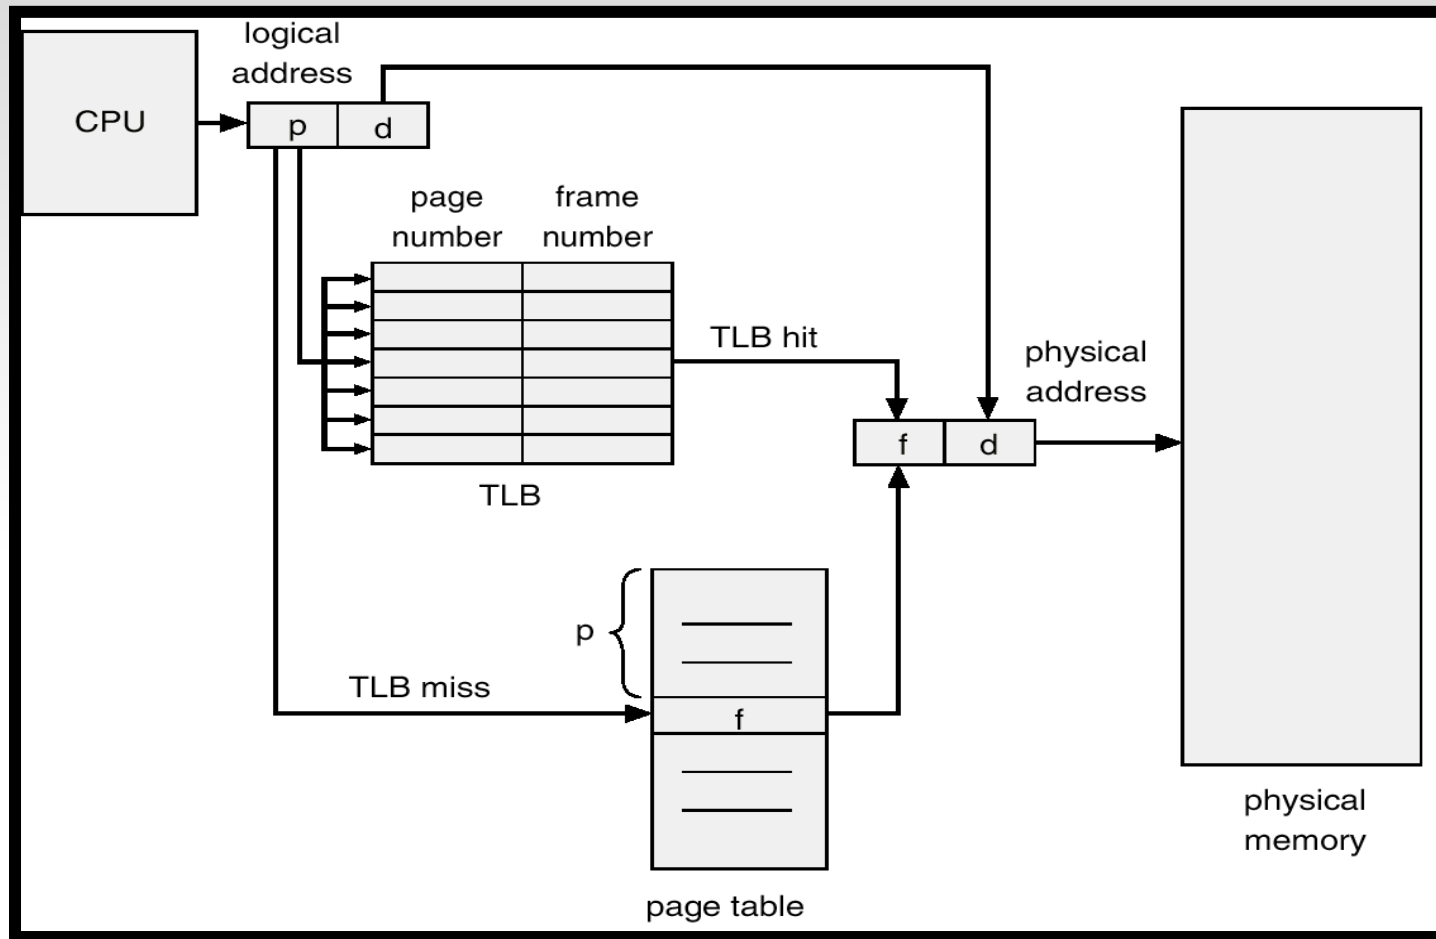 logical
address
CPU
p
d
page
number
frame
number
TLB hit
physical
address
f
d
TLB
p
TLB miss
f
physical
memory
page table